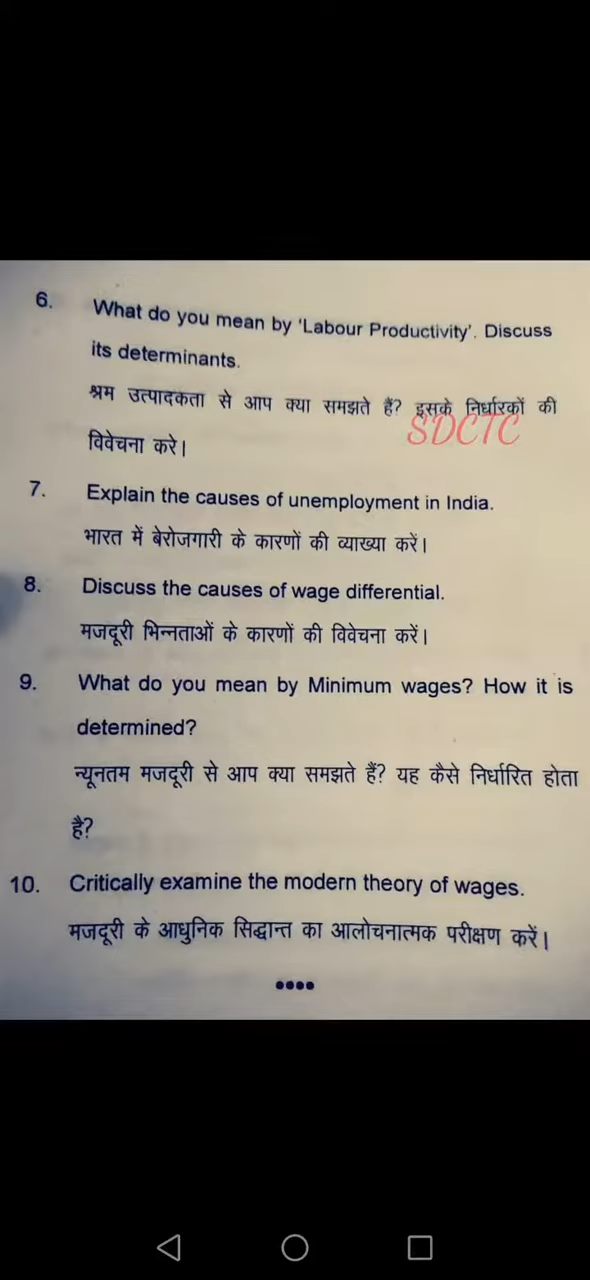 6. What do you mean by 'Labour Productivity'. Discuss
its determinants.
श्रम उत्पादकता से आप क्या समझते हैं? इसके निर्धारकों की
SDCTC
विवेचना करे।
7. Explain the causes of unemployment in India.
भारत में बेरोजगारी के कारणों की व्याख्या करें।
8. Discuss the causes of wage differential.
मजदूरी भिन्नताओं के कारणों की विवेचना करें।
9. What do you mean by Minimum wages? How it is
determined?
न्यूनतम मजदूरी से आप क्या समझते हैं? यह कैसे निर्धारित होता
है?
10. Critically examine the modern theory of wages.
मजदूरी के आधुनिक सिद्धान्त का आलोचनात्मक परीक्षण करें।